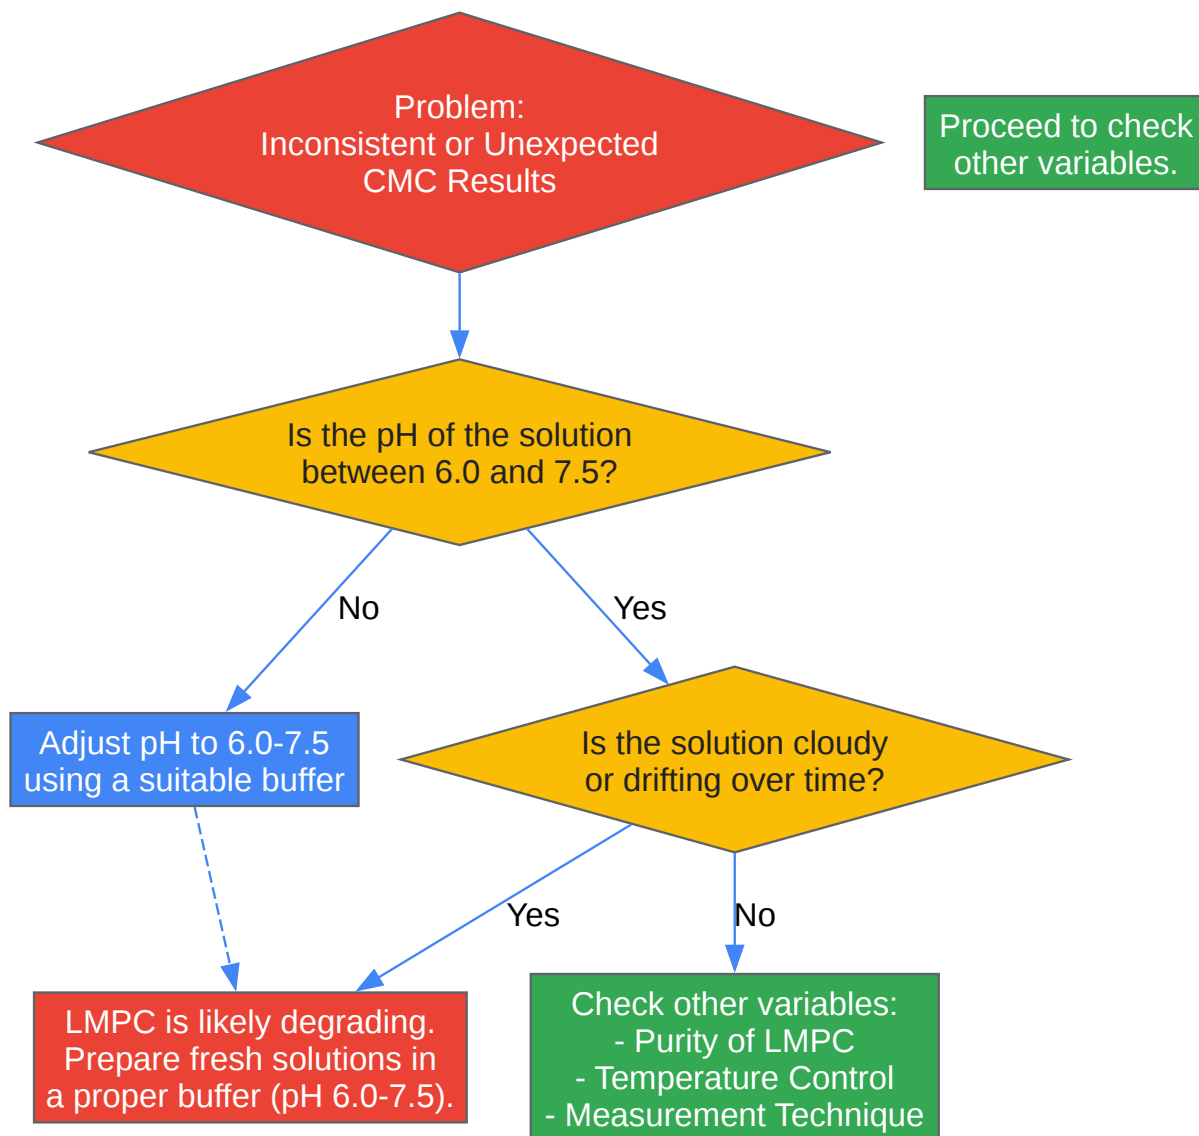 Problem:
Inconsistent or Unexpected
CMC Results
Proceed to check
other variables.
Is the pH of the solution
between 6.0 and 7.5?
No
Yes
Adjust pH to 6.0-7.5
using a suitable buffer
Is the solution cloudy
or drifting over time?
Yes
No
LMPC is likely degrading.
Prepare fresh solutions in
a proper buffer (pH 6.0-7.5).
Check other variables:
- Purity of LMPC
- Temperature Control
- Measurement Technique